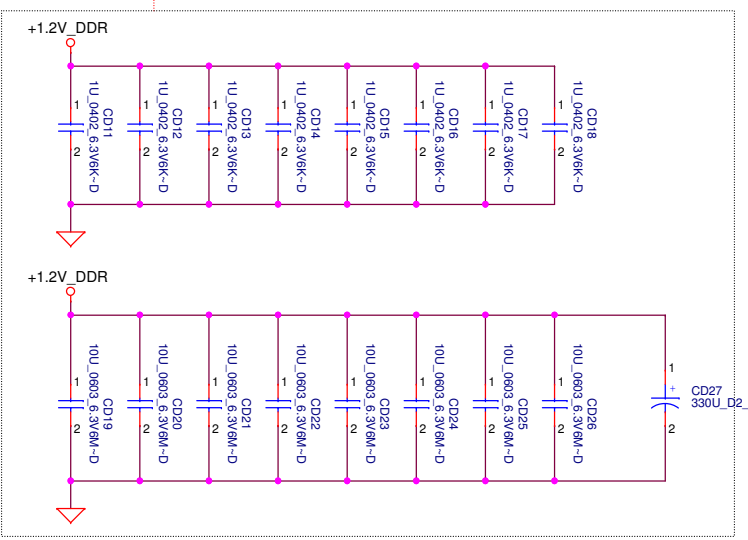 +1.2V_DDR
1
2
CD11
1U_0402_6.3V6K~D
1
2
CD12
1U_0402_6.3V6K~D
1
2
CD13
1U_0402_6.3V6K~D
1
2
CD14
1U_0402_6.3V6K~D
1
2
CD15
1U_0402_6.3V6K~D
1
2
CD16
1U_0402_6.3V6K~D
1
2
CD17
1U_0402_6.3V6K~D
1
2
CD18
1U_0402_6.3V6K~D
+1.2V_DDR
1
2
CD19
10U_0603_6.3V6M~D
1
2
CD20
10U_0603_6.3V6M~D
1
2
CD21
10U_0603_6.3V6M~D
1
2
CD22
10U_0603_6.3V6M~D
1
2
CD23
10U_0603_6.3V6M~D
1
2
CD24
10U_0603_6.3V6M~D
1
2
CD25
10U_0603_6.3V6M~D
1
2
CD26
10U_0603_6.3V6M~D
1
+
2
CD27
330U_D2_